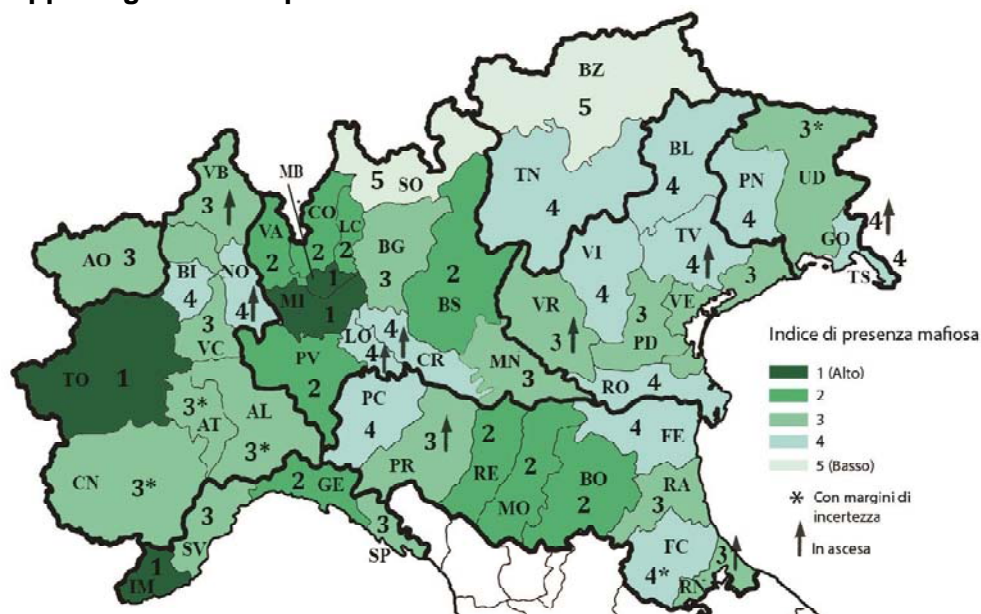 BZ
5
3*
MB
VB
3
5 SO
TN
4
BL
4
PN
4
UD
4
GO
4
TS
CO
2
LC
2
VA
2
BG
3
2
BS
VI
4
TV
4
AO 3
BI
4
NO
4
3
VC
MI
1
1
LO
4
4
CR
VR
3
3
PD
VE
3
MN
3
RO 4
TO 1
PV
2
PC
4
3*
AT
AL
3*
CN 3*
PR
3
2
RE
2
MO
BO
2
4
FE
RA
3
2 GE
3
SV
3
SP
1
IM
FC
4*
3
RN
Indice di presenza mafiosa
1 (Alto)
2
3
4
5 (Basso)
* Con margini di
incertezza
In ascesa